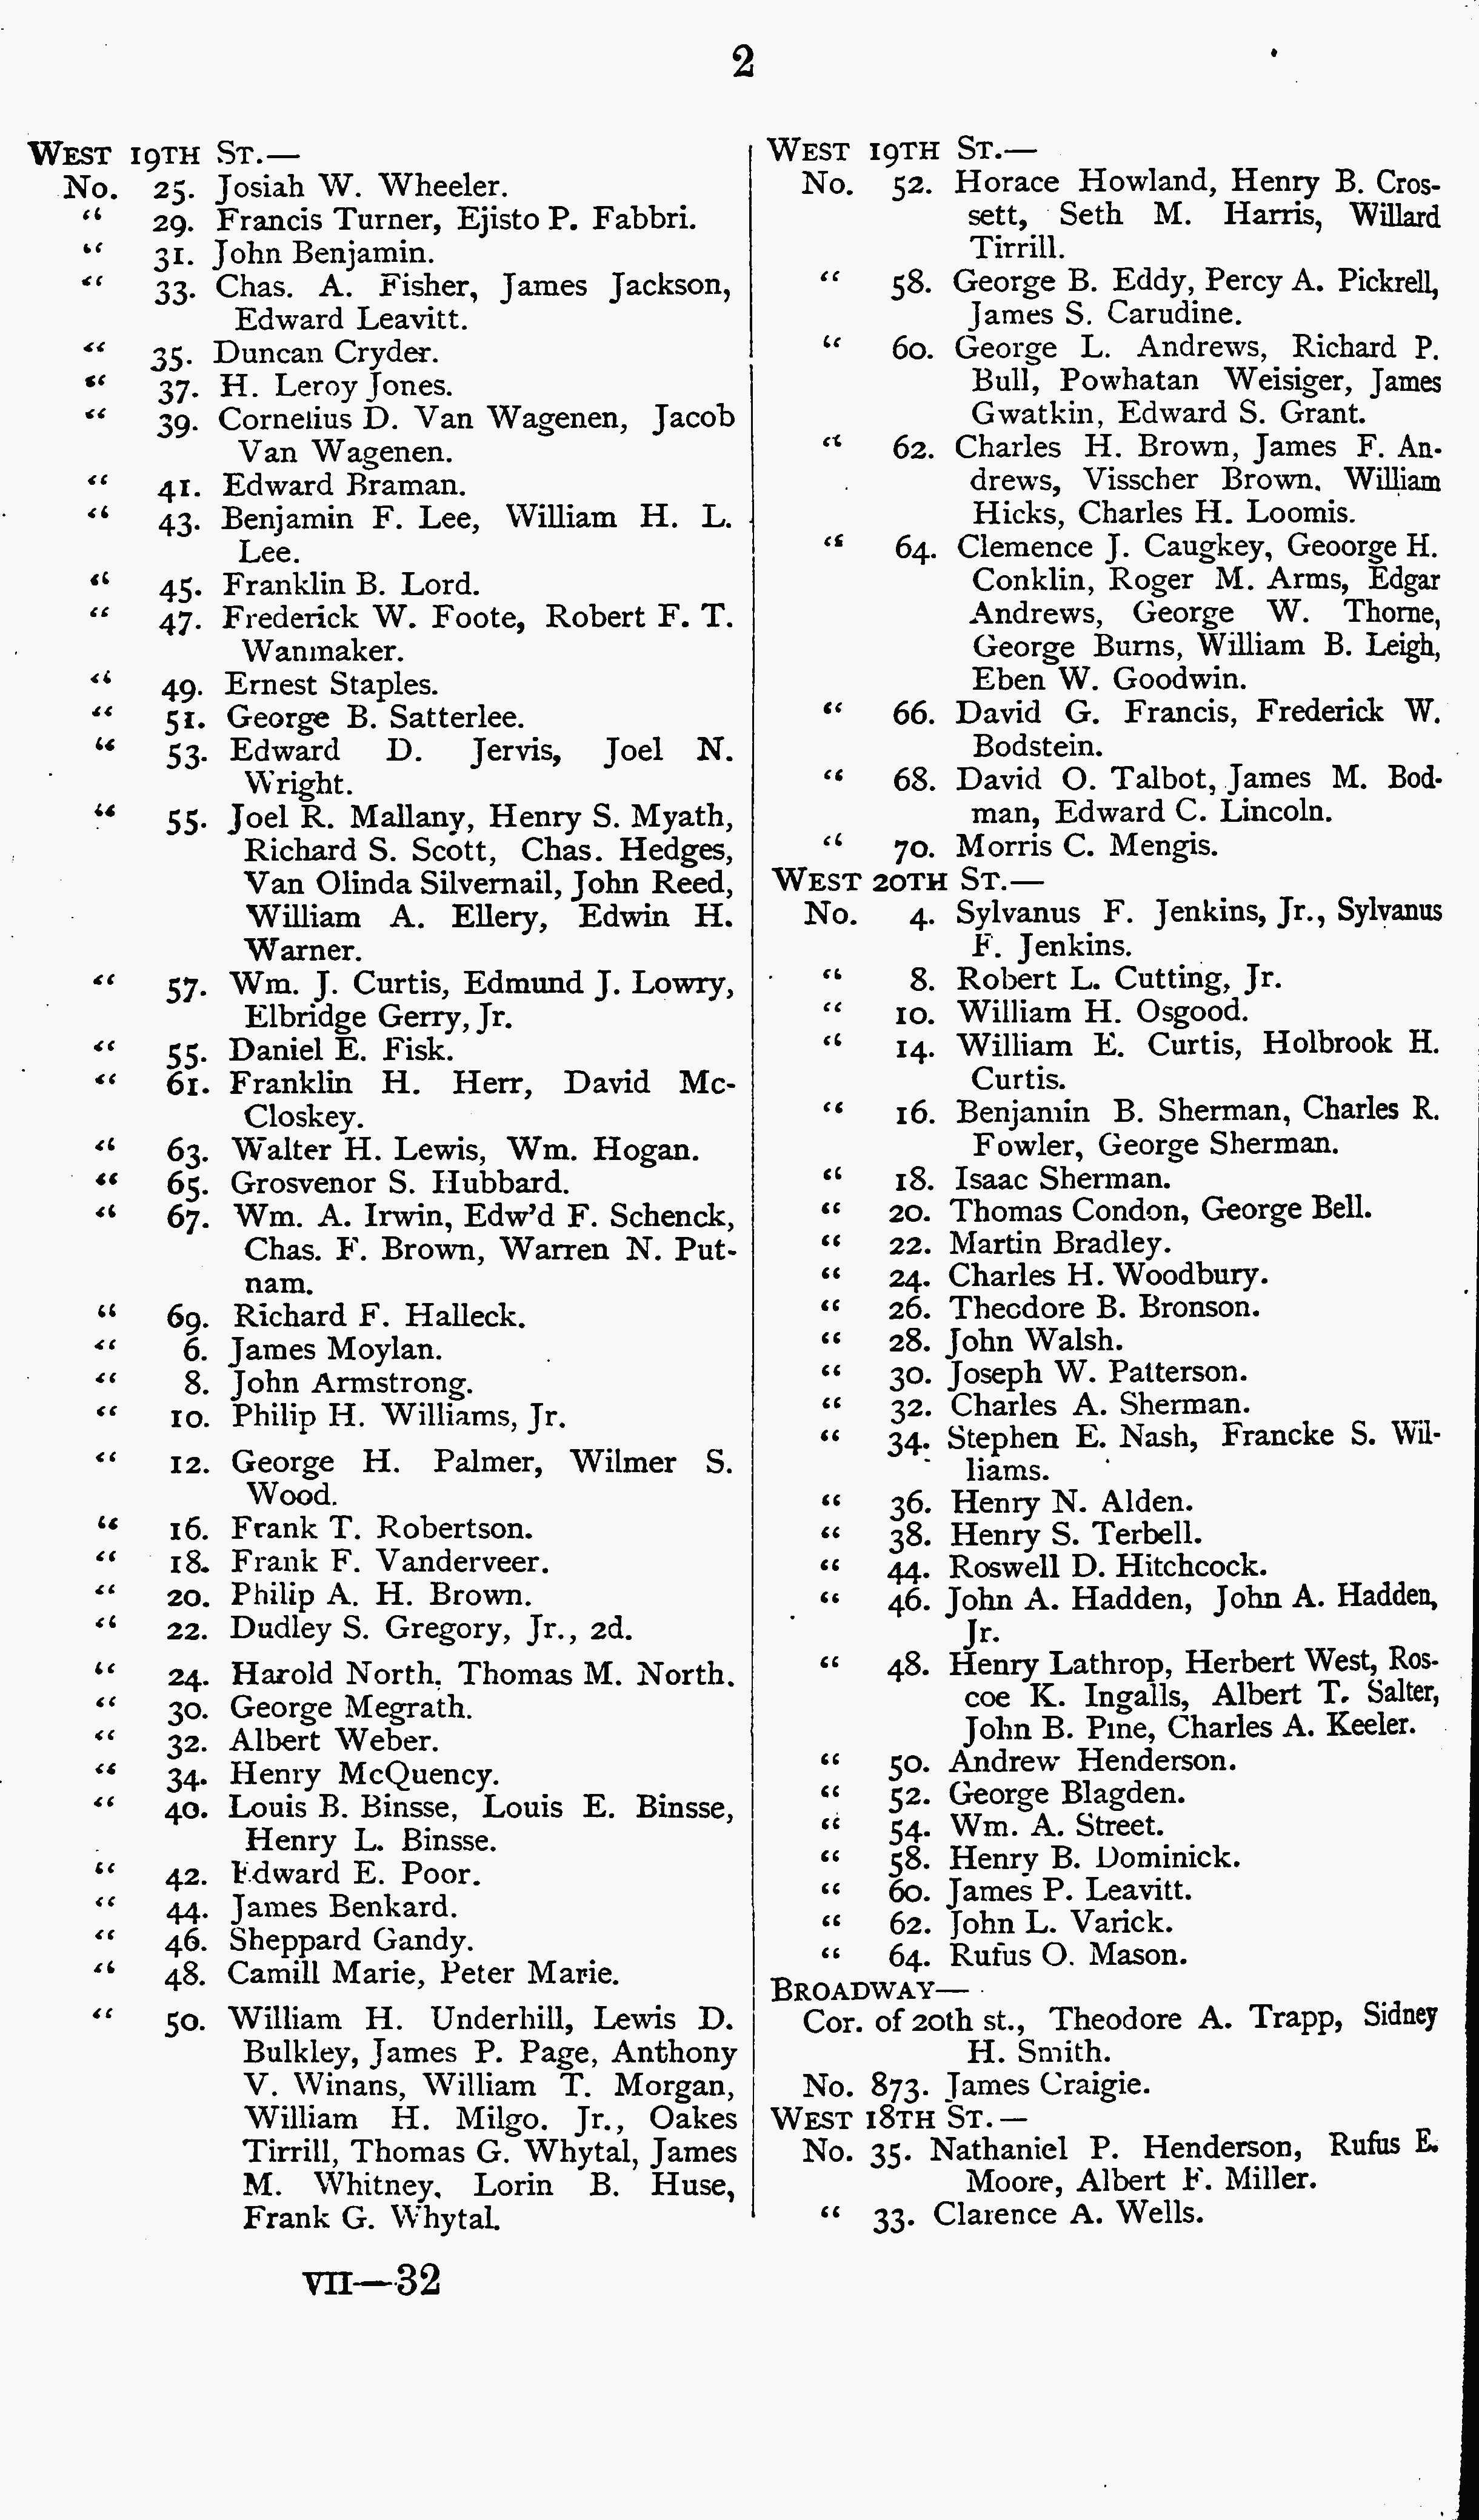 2
WEST 19TH ST.—
No. 25. Josiah W. Wheeler.
“ 29. Francis Turner, Ejisto P. Fabbri.
“ 31. John Benjamin.
“ 33. Chas. A. Fisher, James Jackson,
Edward Leavitt.
“ 35. Duncan Cryder.
“ 37. H. Leroy Jones.
“ 39. Cornelius D. Van Wagenen, Jacob
Van Wagenen.
“ 41. Edward Braman.
“ 43. Benjamin F. Lee, William H. L.
Lee.
“ 45. Franklin B. Lord.
“ 47. Frederick W. Foote, Robert F. T.
Wanmaker.
“ 49. Ernest Staples.
“ 51. George B. Satterlee.
“ 53. Edward D. Jervis, Joel N.
Wright.
“ 55. Joel R. Mallany, Henry S. Myath,
Richard S. Scott, Chas. Hedges,
Van Olinda Silvernail, John Reed,
William A. Ellery, Edwin H.
Warner.
“ 57. Wm. J. Curtis, Edmund J. Lowry,
Elbridge Gerry, Jr.
“ 55. Daniel E. Fisk.
“ 61. Franklin H. Herr, David Mc-
Closkey.
“ 63. Walter H. Lewis, Wm. Hogan.
“ 65. Grosvenor S. Hubbard.
“ 67. Wm. A. Irwin, Edw’d F. Schenck,
Chas. F. Brown, Warren N. Put-
nam.
“ 69. Richard F. Halleck.
“ 6. James Moylan.
“ 8. John Armstrong.
“ 10. Philip H. Williams, Jr.
“ 12. George H. Palmer, Wilmer S.
Wood.
“ 16. Frank T. Robertson.
“ 18. Frank F. Vanderveer.
“ 20. Philip A. H. Brown.
“ 22. Dudley S. Gregory, Jr., 2d.
“ 24. Harold North, Thomas M. North.
“ 30. George Megrath.
“ 32. Albert Weber.
“ 34. Henry McQuency.
“ 40. Louis B. Binsse, Louis E. Binsse,
Henry L. Binsse.
“ 42. Edward E. Poor.
“ 44. James Benkard.
“ 46. Sheppard Gandy.
“ 48. Camill Marie, Peter Marie.
“ 50. William H. Underhill, Lewis D.
Bulkley, James P. Page, Anthony
V. Winans, William T. Morgan,
William H. Milgo. Jr., Oakes
Tirrill, Thomas G. Whytal, James
M. Whitney, Lorin B. Huse,
Frank G. Whytal.
VII—32
WEST 19TH ST.—
No. 52. Horace Howland, Henry B. Cros-
sett, Seth M. Harris, Willard
Tirrill.
“ 58. George B. Eddy, Percy A. Pickrell,
James S. Carudine.
“ 60. George L. Andrews, Richard P.
Bull, Powhatan Weisiger, James
Gwatkin, Edward S. Grant.
“ 62. Charles H. Brown, James F. An-
drews, Visscher Brown, William
Hicks, Charles H. Loomis.
“ 64. Clemence J. Caugkey, Geoorge H.
Conklin, Roger M. Arms, Edgar
Andrews, George W. Thorne,
George Burns, William B. Leigh,
Eben W. Goodwin.
“ 66. David G. Francis, Frederick W.
Bodstein.
“ 68. David O. Talbot, James M. Bod-
man, Edward C. Lincoln.
“ 70. Morris C. Mengis.
WEST 20TH ST.—
No. 4. Sylvanus F. Jenkins, Jr., Sylvanus
F. Jenkins.
“ 8. Robert L. Cutting, Jr.
“ 10. William H. Osgood.
“ 14. William E. Curtis, Holbrook H.
Curtis.
“ 16. Benjamin B. Sherman, Charles R.
Fowler, George Sherman.
“ 18. Isaac Sherman.
“ 20. Thomas Condon, George Bell.
“ 22. Martin Bradley.
“ 24. Charles H. Woodbury.
“ 26. Theodore B. Bronson.
“ 28. John Walsh.
“ 30. Joseph W. Patterson.
“ 32. Charles A. Sherman.
“ 34. Stephen E. Nash, Francke S. Wil-
liams.
“ 36. Henry N. Alden.
“ 38. Henry S. Terbell.
“ 44. Roswell D. Hitchcock.
“ 46. John A. Hadden, John A. Hadden,
Jr.
“ 48. Henry Lathrop, Herbert West, Ros-
coe K. Ingalls, Albert T. Salter,
John B. Pine, Charles A. Keeler.
“ 50. Andrew Henderson.
“ 52. George Blagden.
“ 54. Wm. A. Street.
“ 58. Henry B. Dominick.
“ 60. James P. Leavitt.
“ 62. John L. Varick.
“ 64. Rufus O. Mason.
BROADWAY—
Cor. of 20th st., Theodore A. Trapp, Sidney
H. Smith.
No. 873. James Craigie.
WEST 18TH ST.—
No. 35. Nathaniel P. Henderson, Rufus E.
Moore, Albert F. Miller.
“ 33. Clarence A. Wells.